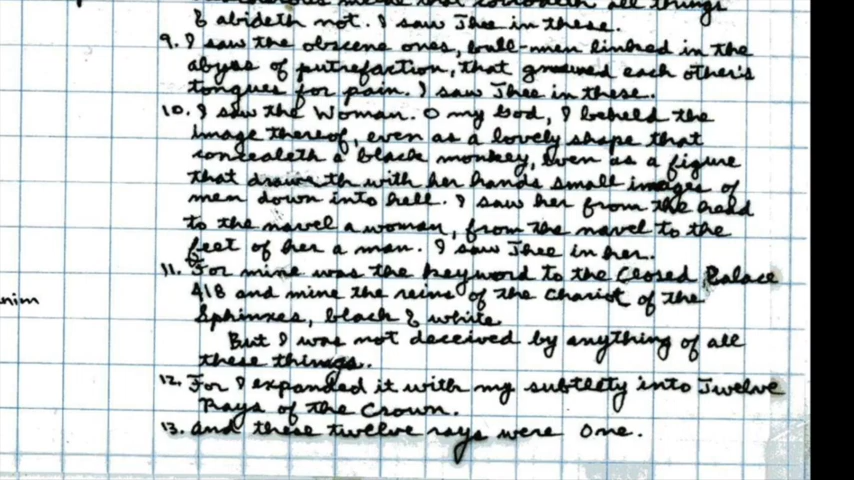 all things
& abideth not. I saw Thee in these.
9. I saw the obscene ones, bull-men linked in the
abyss of putrefaction, that gnawed each other's
tongues for pain. I saw Thee in these.
10. I saw the Woman. O my God, I beheld the
image thereof, even as a lovely shape that
concealeth a black monkey, even as a figure
that draweth with her hands small images of
men down into hell. I saw her from the head
to the navel a woman, from the navel to the
feet of her a man. I saw Thee in her.
11. For mine was the keyword to the Closed Palace
418 and mine the reins of the Chariot of the
Sphinxes, black & white.
But I was not deceived by anything of all
these things.
12. For I expanded it with my subtlety into Twelve
Rays of the Crown.
13. And these twelve rays were One.